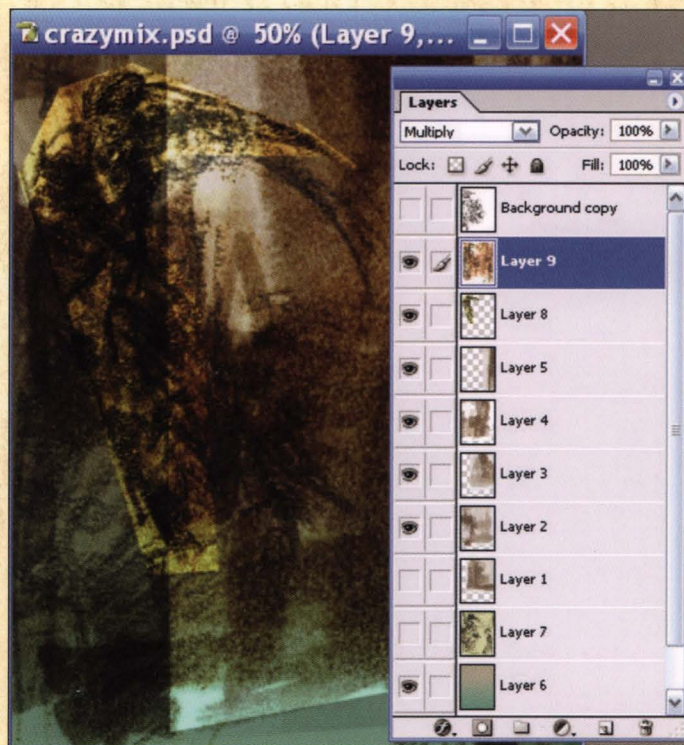 crazymix.psd @ 50% (Layer 9,...
Layers
Multiply Opacity: 100%
Lock: Fill: 100%
Background copy
Layer 9
Layer 8
Layer 5
Layer 4
Layer 3
Layer 2
Layer 1
Layer 7
Layer 6